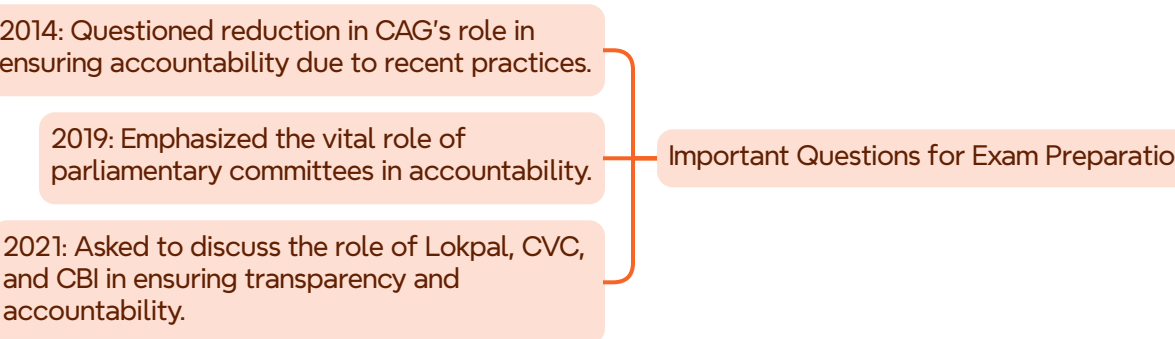 2014: Questioned reduction in CAG's role in
ensuring accountability due to recent practices.
2019: Emphasized the vital role of
parliamentary committees in accountability.
Important Questions for Exam Preparatio
2021: Asked to discuss the role of Lokpal, CVC,
and CBI in ensuring transparency and
accountability.